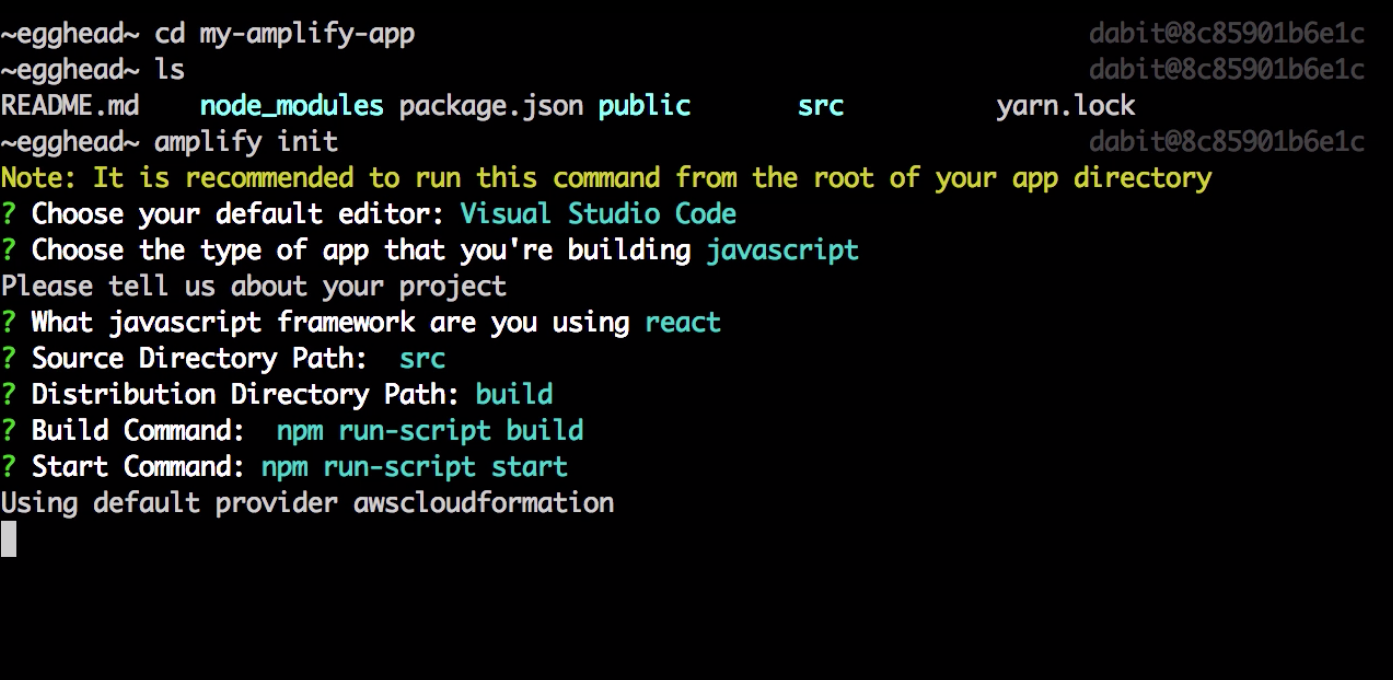 ~egghead~ cd my-amplify-app dabit@8c85901b6e1c
~egghead~ ls dabit@8c85901b6e1c
README.md node_modules package.json public src yarn.lock
~egghead~ amplify init dabit@8c85901b6e1c
Note: It is recommended to run this command from the root of your app directory
? Choose your default editor: Visual Studio Code
? Choose the type of app that you're building javascript
Please tell us about your project
? What javascript framework are you using react
? Source Directory Path:  src
? Distribution Directory Path: build
? Build Command:  npm run-script build
? Start Command: npm run-script start
Using default provider awscloudformation